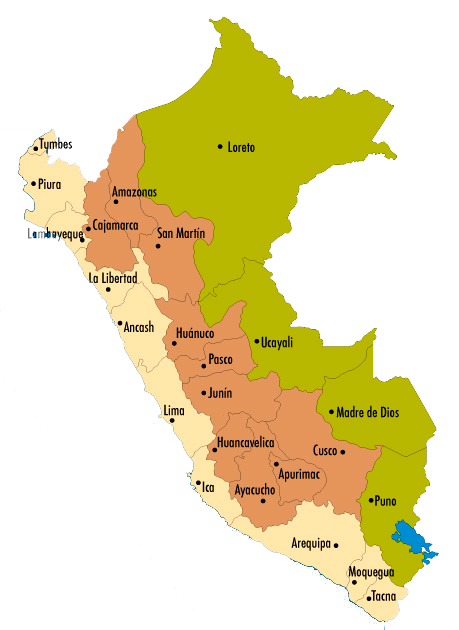 Loreto
Tymbes
Piura
Amazonas
Cajamarca
Lambayeque
San Martín
La Libertad
Ancash
Huánuco
Ucayali
Pasco
Junín
Lima
Madre de Dios
Huancavelica
Cusco
Apurimac
Ica
Ayacucho
Puno
Arequipa
Moquegua
Tacna